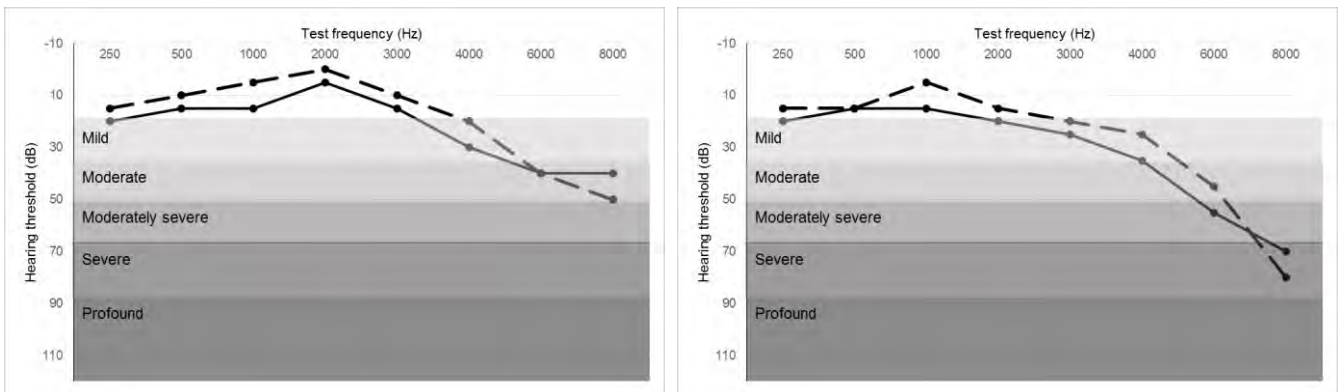 Test frequency (Hz)
-10 250 500 1000 2000 3000 4000 6000 8000
10
30
50
70
90
110
Hearing threshold (dB)
Mild
Moderate
Moderately severe
Severe
Profound
Test frequency (Hz)
-10 250 500 1000 2000 3000 4000 6000 8000
10
30
50
70
90
110
Hearing threshold (dB)
Mild
Moderate
Moderately severe
Severe
Profound